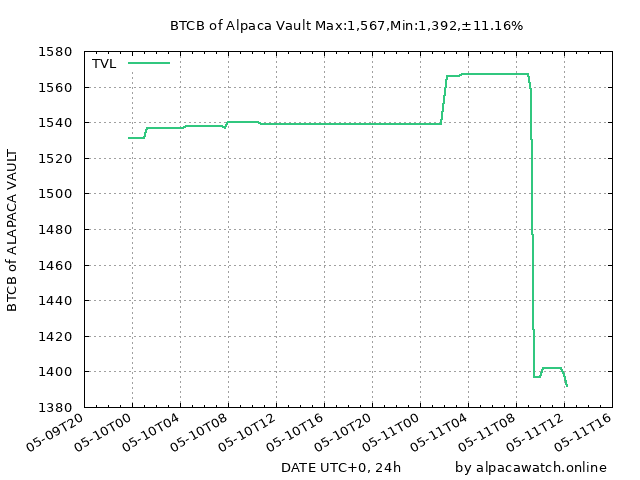 BTCB of Alpaca Vault Max:1,567,Min:1,392,±11.16%
TVL
BTCB of ALAPACA VAULT
1580
1560
1540
1520
1500
1480
1460
1440
1420
1400
1380
05-09T20
05-10T00
05-10T04
05-10T08
05-10T12
05-10T16
05-10T20
05-11T00
05-11T04
05-11T08
05-11T12
05-11T16
DATE UTC+0, 24h
by alpacawatch.online